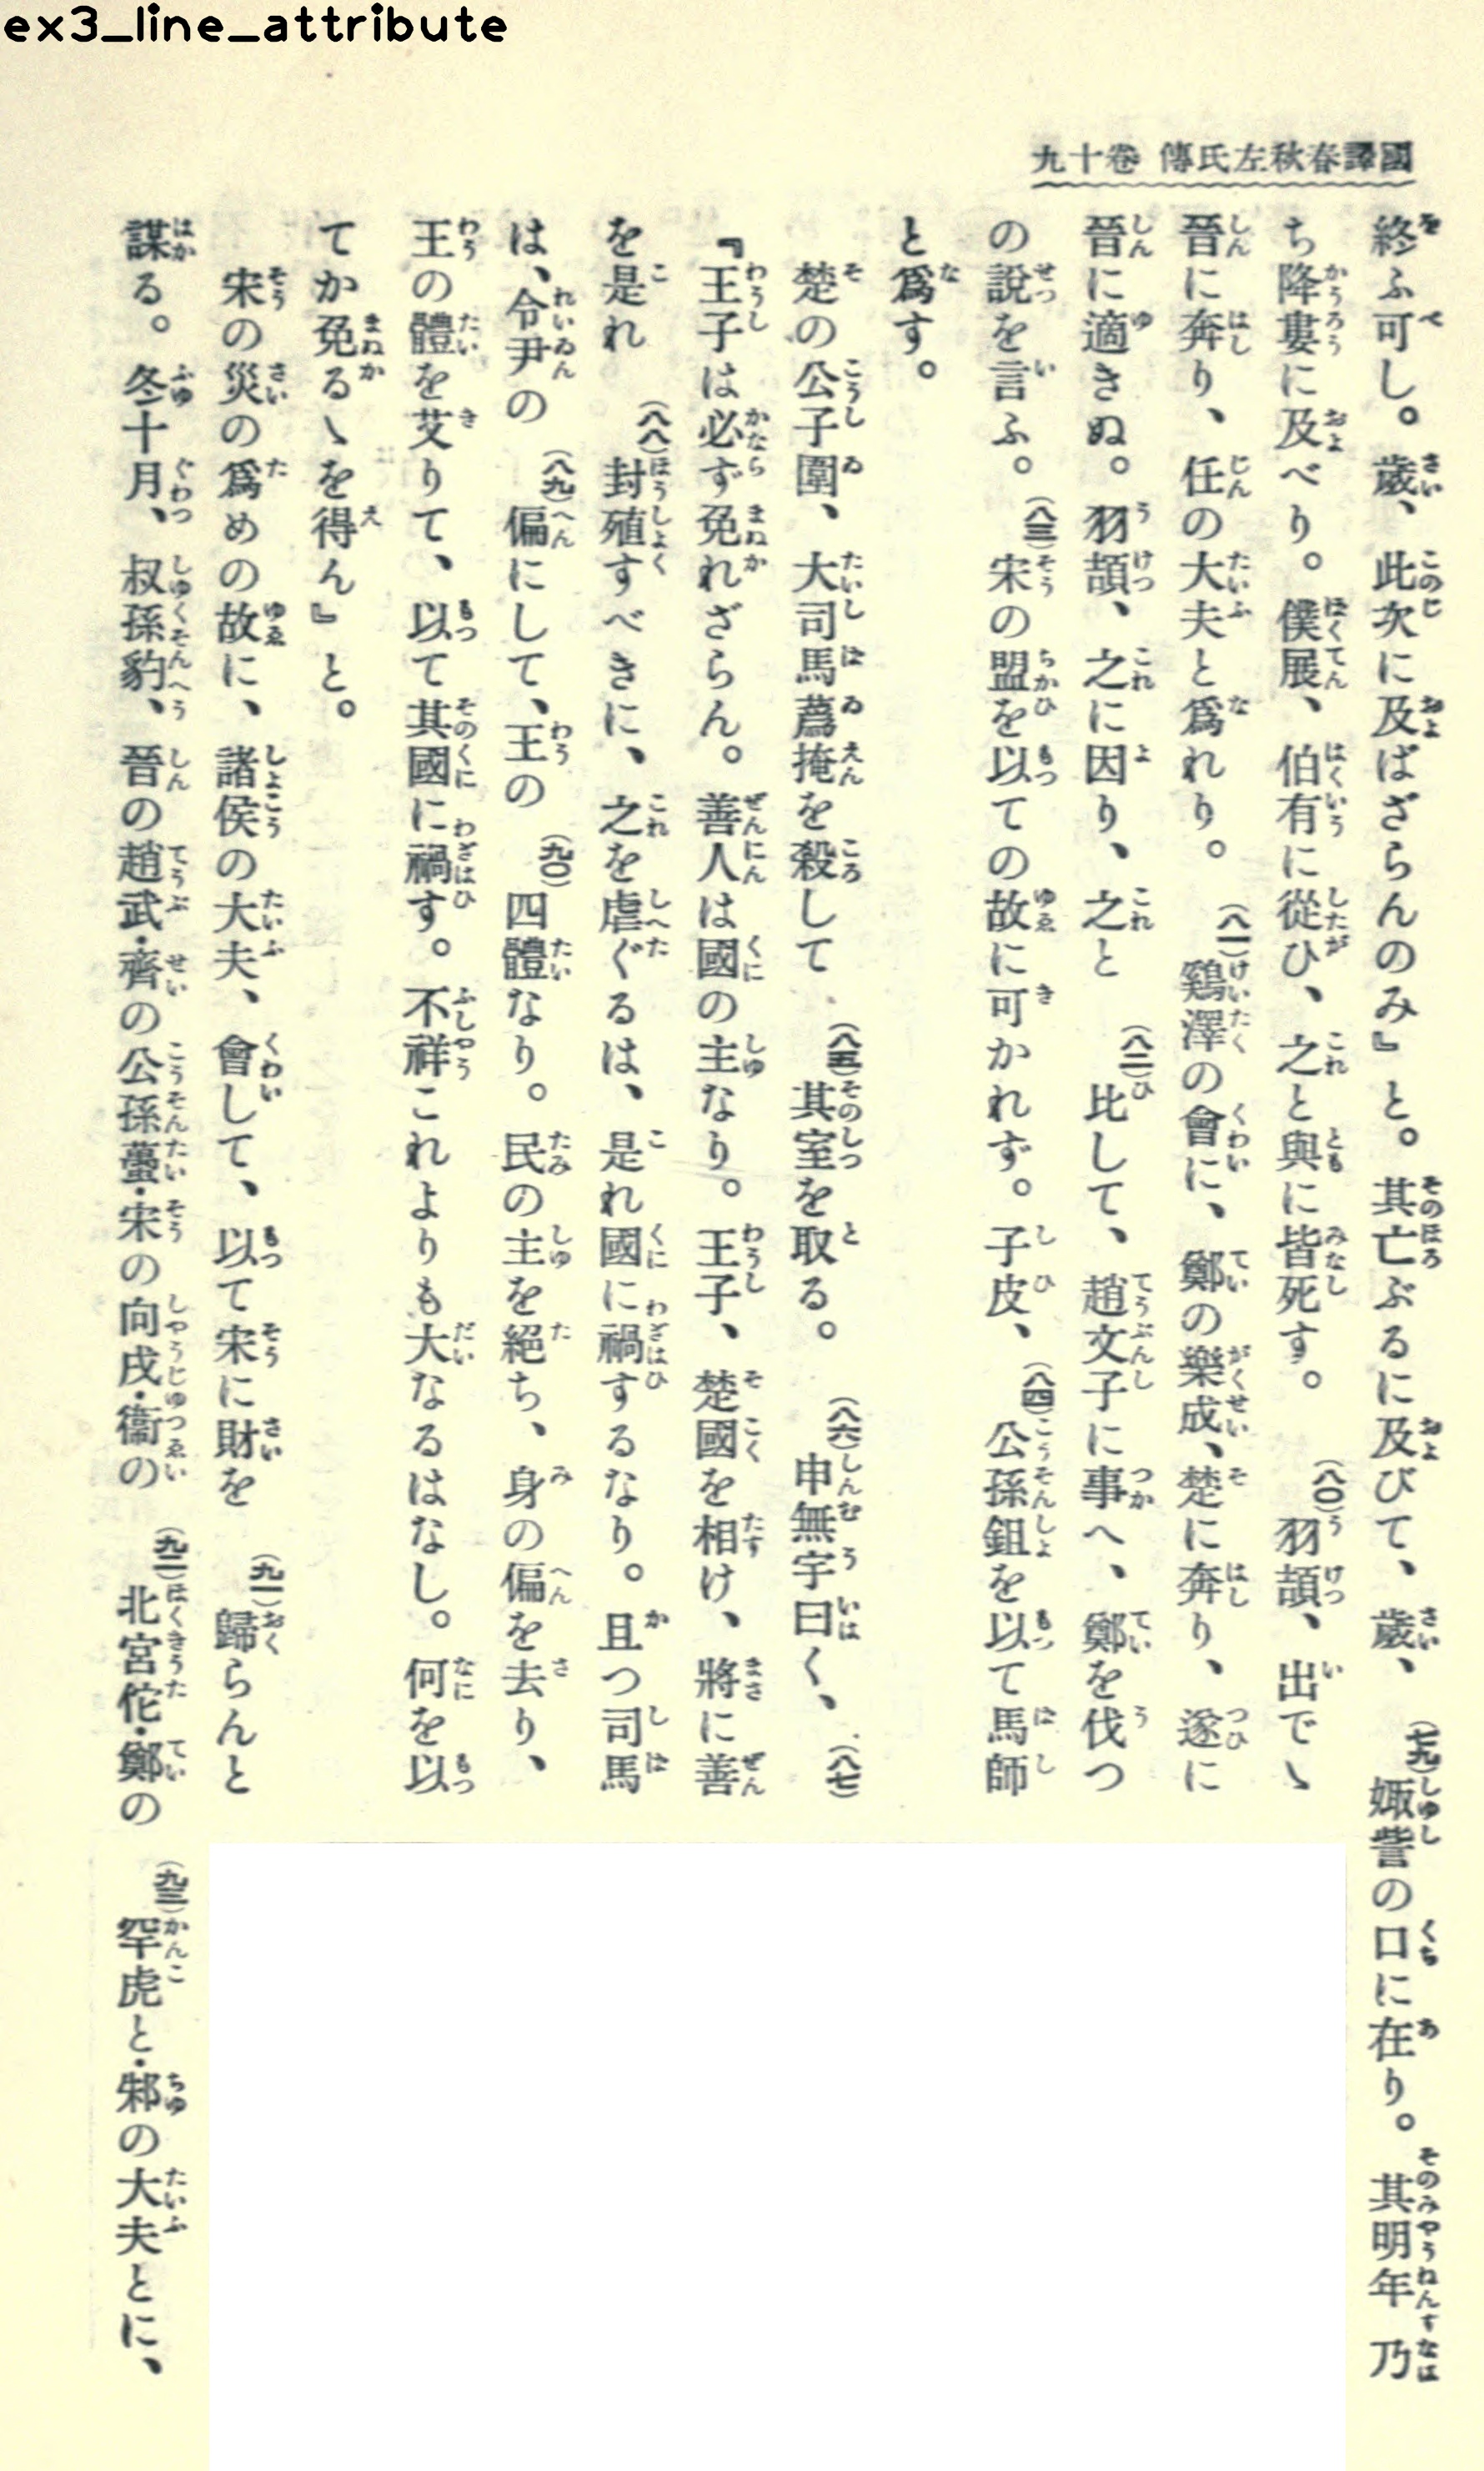 ex3_line_attribute
國譯春秋左氏傳 卷十九
終ふ可し。歲、此次に及ばざらんのみ』と。其亡ぶるに及びて、歲、(七九)娵訾の口に在り。其明年 乃
ち降婁に及べり。僕展、伯有に從ひ、之と與に皆死す。(八〇)羽頡、出でゝ
晉に奔り、任の大夫と爲れり。(八一)鷄澤の會に、鄭の樂成、楚に奔り、遂に
晉に適きぬ。羽頡、之に因り、之と(八二)比して、趙文子に事へ、鄭を伐つ
の說を言ふ。(八三)宋の盟を以ての故に可かれず。子皮、(八四)公孫鉏を以て馬師
と爲す。
楚の公子圍、大司馬蔿掩を殺して(八五)其室を取る。(八六)申無宇曰く、(八七)
『王子は必ず免れざらん。善人は國の主なり。王子、楚國を相け、將に善
を是れ(八八)封殖すべきに、之を虐ぐるは、是れ國に禍するなり。且つ司馬
は、令尹の(八九)偏にして、王の(九〇)四體なり。民の主を絕ち、身の偏を去り、
王の體を艾りて、以て其國に禍す。不祥これよりも大なるはなし。何を以
てか免るゝを得ん』と。
宋の災の爲めの故に、諸侯の大夫、會して、以て宋に財を(九一)歸らんと
謀る。冬十月、叔孫豹、晉の趙武・齊の公孫蠆・宋の向戌・衞の(九二)北宮佗・鄭の(九三)罕虎と・邾の大夫とに、